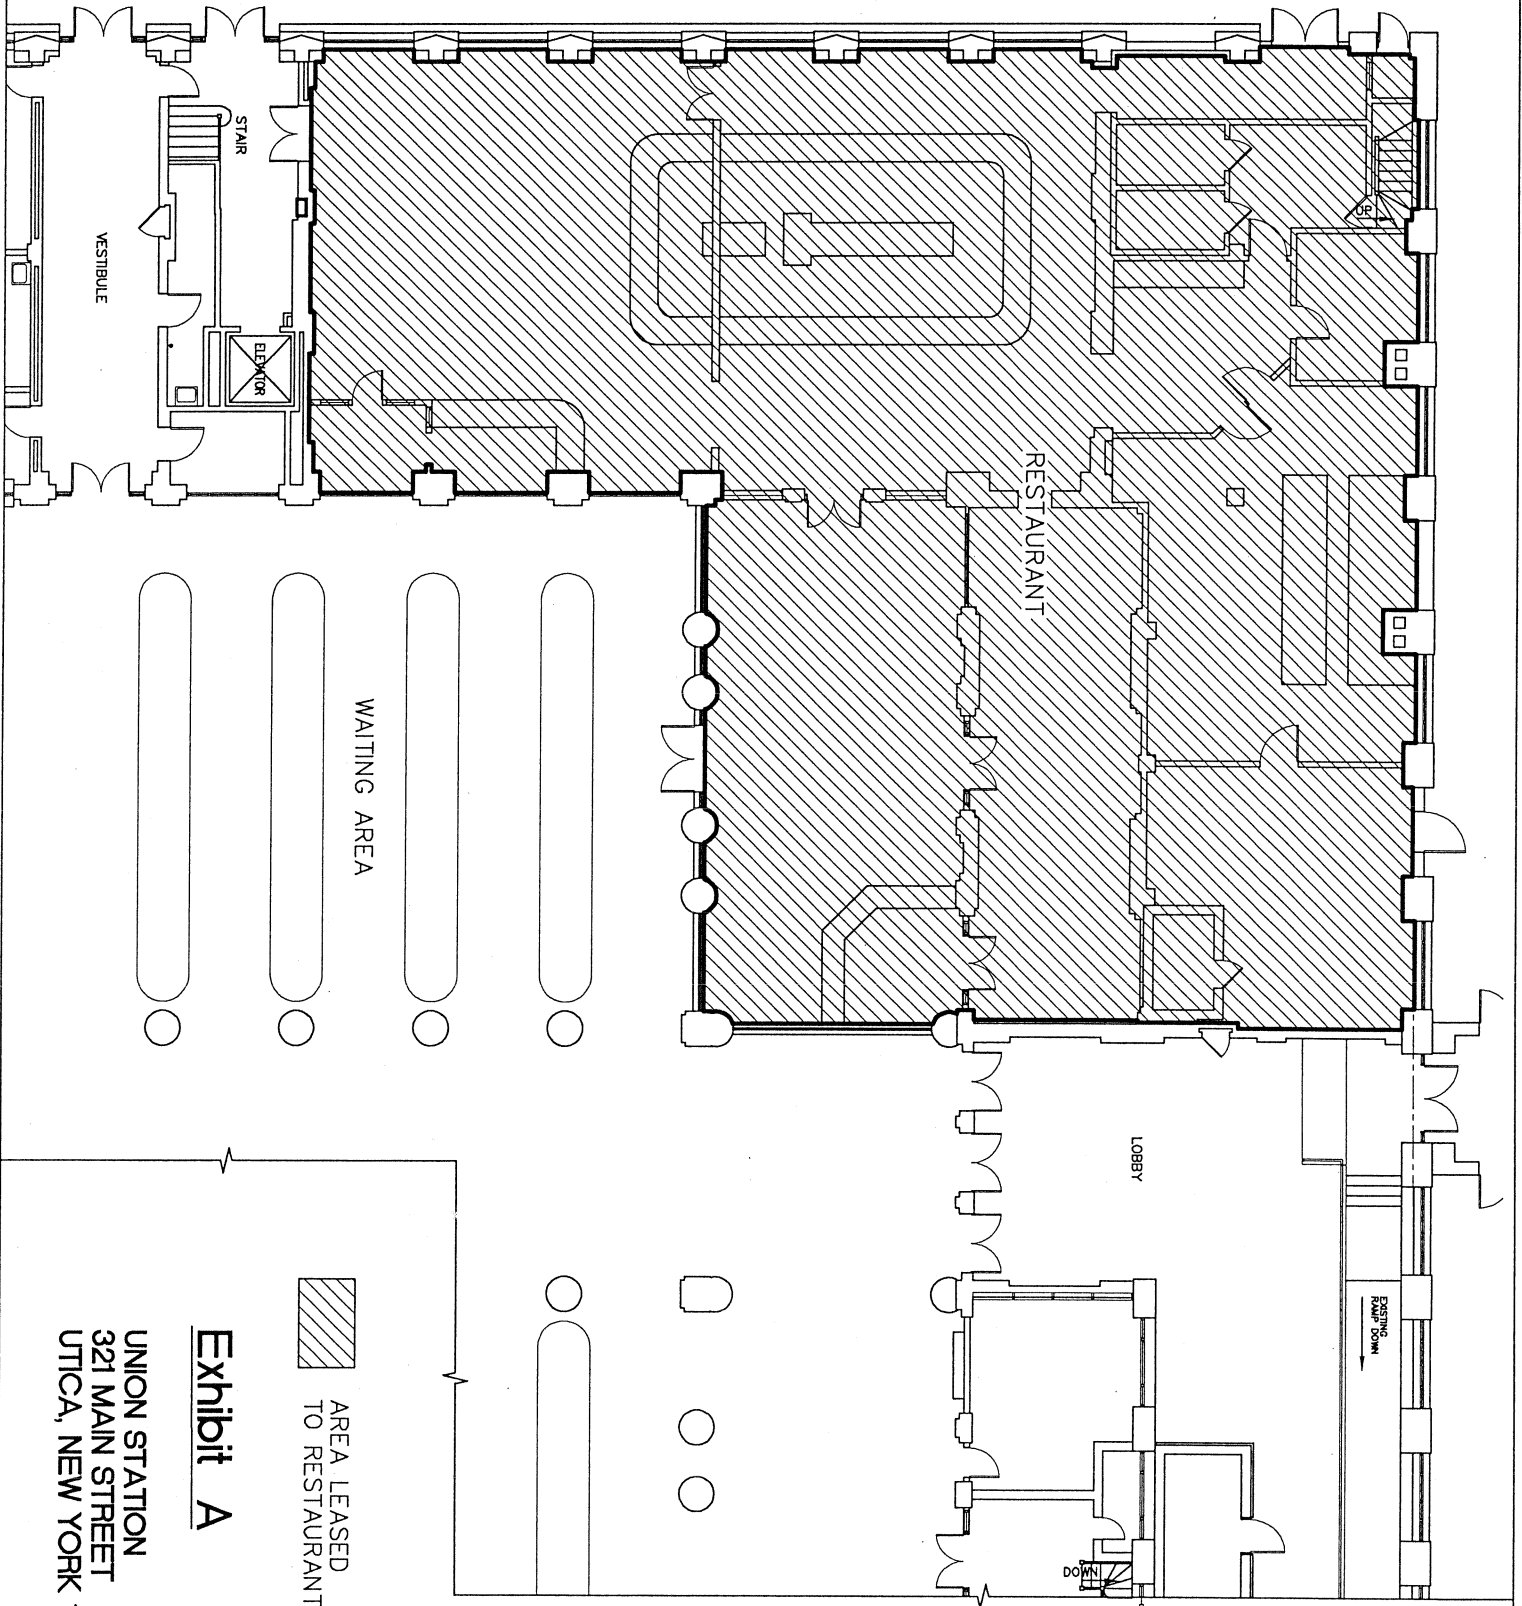 UP
RESTAURANT
STAIR
VESTIBULE
ELEVATOR
WAITING AREA
LOBBY
EXISTING
RAMP DOWN
DOWN
AREA LEASED
TO RESTAURANT
Exhibit A
UNION STATION
321 MAIN STREET
UTICA, NEW YORK